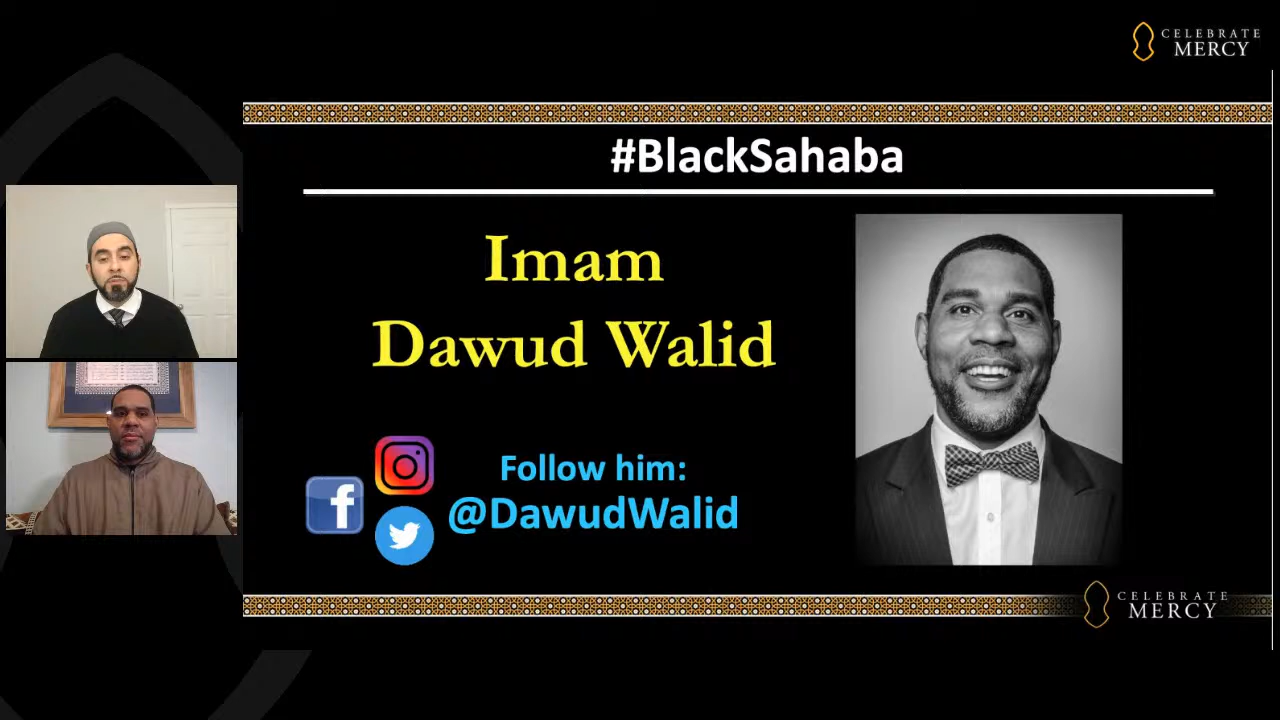 CELEBRATE
MERCY
#BlackSahaba
Imam
Dawud Walid
Follow him:
@DawudWalid
CELEBRATE
MERCY